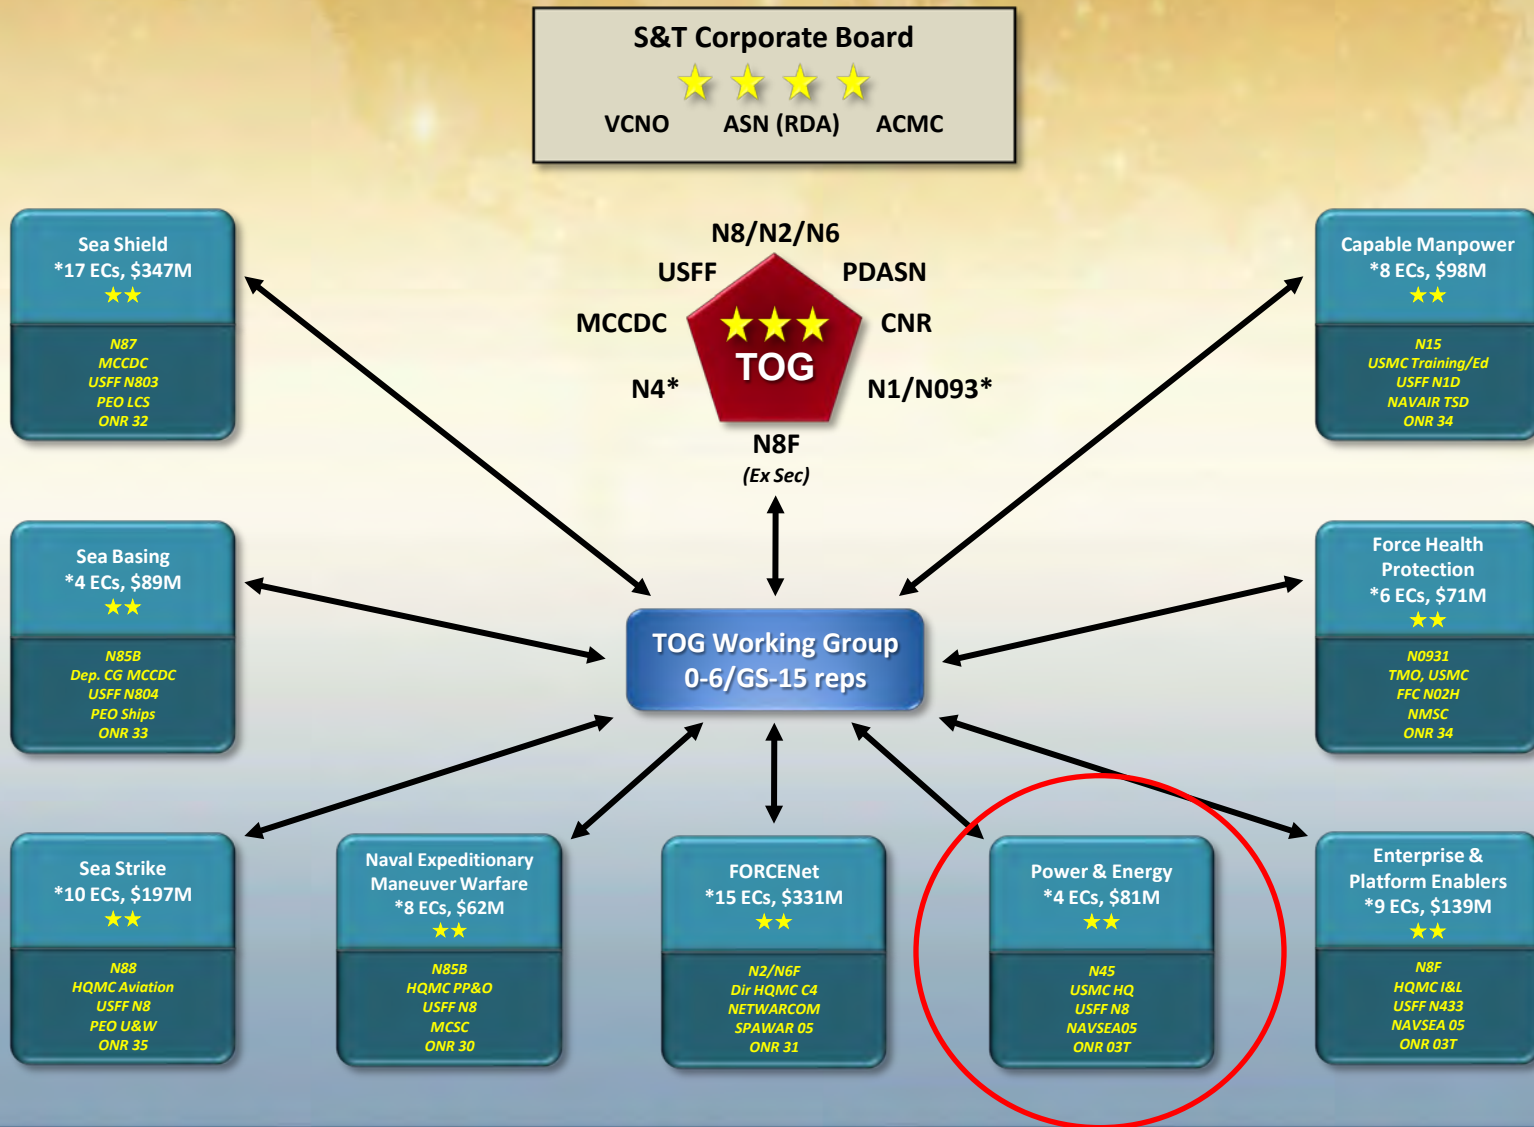 S&T Corporate Board
VCNO ASN (RDA) ACMC
N8/N2/N6
USFF PDASN
MCCDC CNR
TOG
N4* N1/N093*
N8F
(Ex Sec)
Sea Shield
*17 ECs, $347M
N87
MCCDC
USFF N803
PEO LCS
ONR 32
Capable Manpower
*8 ECs, $98M
N15
USMC Training/Ed
USFF N1D
NAVAIR TSD
ONR 34
Sea Basing
*4 ECs, $89M
N85B
Dep. CG MCCDC
USFF N804
PEO Ships
ONR 33
TOG Working Group
0-6/GS-15 reps
Force Health
Protection
*6 ECs, $71M
N0931
TMO, USMC
FFC N02H
NMSC
ONR 34
Sea Strike
*10 ECs, $197M
N88
HQMC Aviation
USFF N8
PEO U&W
ONR 35
Naval Expeditionary
Maneuver Warfare
*8 ECs, $62M
N85B
HQMC PP&O
USFF N8
MCSC
ONR 30
FORCENet
*15 ECs, $331M
N2/N6F
Dir HQMC C4
NETWARCOM
SPAWAR 05
ONR 31
Power & Energy
*4 ECs, $81M
N45
USMC HQ
USFF N8
NAVSEA05
ONR 03T
Enterprise &
Platform Enablers
*9 ECs, $139M
N8F
HQMC I&L
USFF N433
NAVSEA 05
ONR 03T